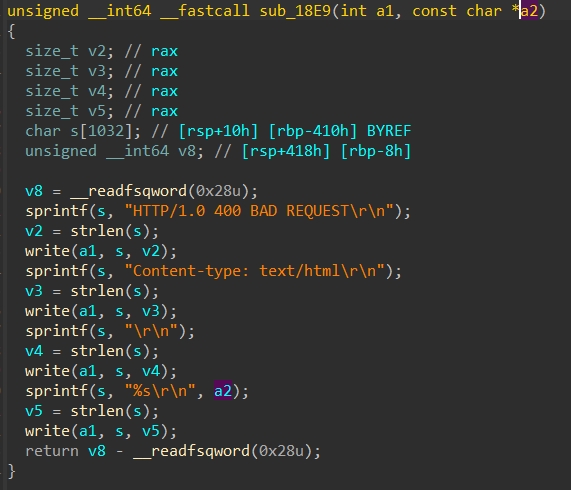 unsigned __int64 __fastcall sub_18E9(int a1, const char *a2)
{
size_t v2; // rax
size_t v3; // rax
size_t v4; // rax
size_t v5; // rax
char s[1032]; // [rsp+10h] [rbp-410h] BYREF
unsigned __int64 v8; // [rsp+418h] [rbp-8h]
v8 = __readfsqword(0x28u);
sprintf(s, "HTTP/1.0 400 BAD REQUEST\r\n");
v2 = strlen(s);
write(a1, s, v2);
sprintf(s, "Content-type: text/html\r\n");
v3 = strlen(s);
write(a1, s, v3);
sprintf(s, "\r\n");
v4 = strlen(s);
write(a1, s, v4);
sprintf(s, "%s\r\n", a2);
v5 = strlen(s);
write(a1, s, v5);
return v8 - __readfsqword(0x28u);
}